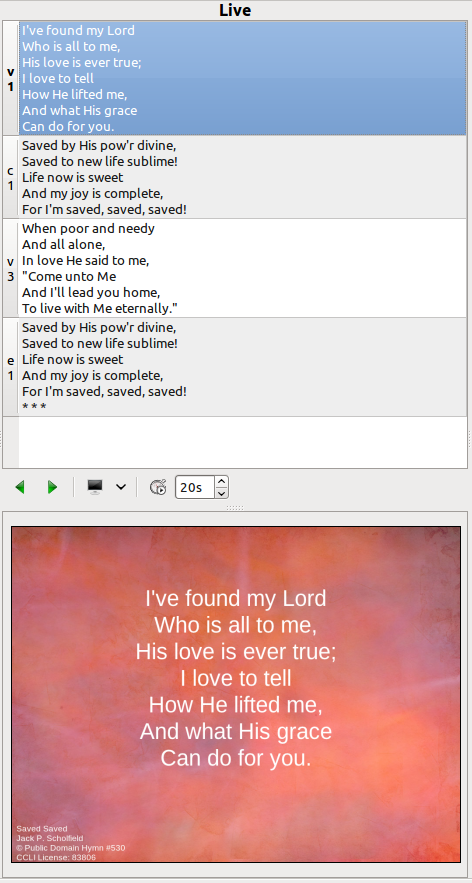 Live
v
1
I've found my Lord
Who is all to me,
His love is ever true;
I love to tell
How He lifted me,
And what His grace
Can do for you.
c
1
Saved by His pow'r divine,
Saved to new life sublime!
Life now is sweet
And my joy is complete,
For I'm saved, saved, saved!
v
3
When poor and needy
And all alone,
In love He said to me,
"Come unto Me
And I'll lead you home,
To live with Me eternally."
e
1
Saved by His pow'r divine,
Saved to new life sublime!
Life now is sweet
And my joy is complete,
For I'm saved, saved, saved!
* * *
20s
I've found my Lord
Who is all to me,
His love is ever true;
I love to tell
How He lifted me,
And what His grace
Can do for you.
Saved Saved
Jack P. Scholfield
© Public Domain Hymn #530
CCLI License: 83806